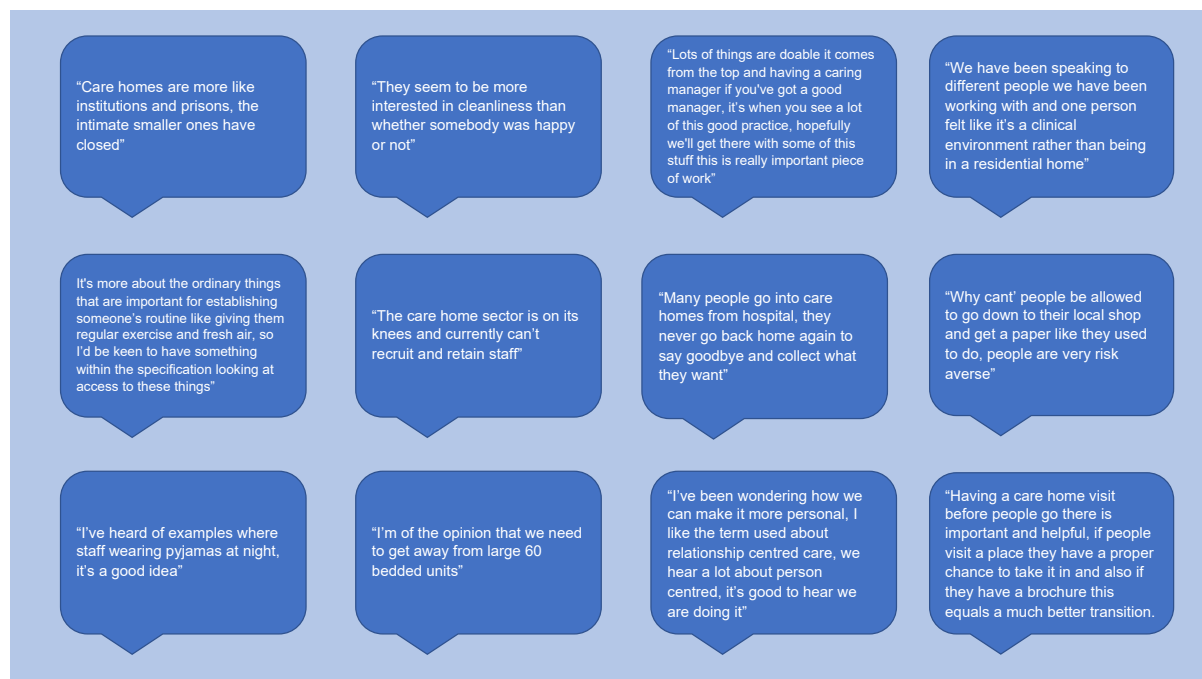 “Care homes are more like
institutions and prisons, the
intimate smaller ones have
closed”
“They seem to be more
interested in cleanliness than
whether somebody was happy
or not”
“Lots of things are doable it comes
from the top and having a caring
manager if you've got a good
manager, it’s when you see a lot
of this good practice, hopefully
we'll get there with some of this
stuff this is really important piece
of work”
“We have been speaking to
different people we have been
working with and one person
felt like it’s a clinical
environment rather than being
in a residential home”
It's more about the ordinary things
that are important for establishing
someone’s routine like giving them
regular exercise and fresh air, so
I’d be keen to have something
within the specification looking at
access to these things”
“The care home sector is on its
knees and currently can’t
recruit and retain staff”
“Many people go into care
homes from hospital, they
never go back home again to
say goodbye and collect what
they want”
“Why cant’ people be allowed
to go down to their local shop
and get a paper like they used
to do, people are very risk
averse”
“I’ve heard of examples where
staff wearing pyjamas at night,
it’s a good idea”
“I’m of the opinion that we need
to get away from large 60
bedded units”
“I’ve been wondering how we
can make it more personal, I
like the term used about
relationship centred care, we
hear a lot about person
centred, it’s good to hear we
are doing it”
“Having a care home visit
before people go there is
important and helpful, if people
visit a place they have a proper
chance to take it in and also if
they have a brochure this
equals a much better transition.